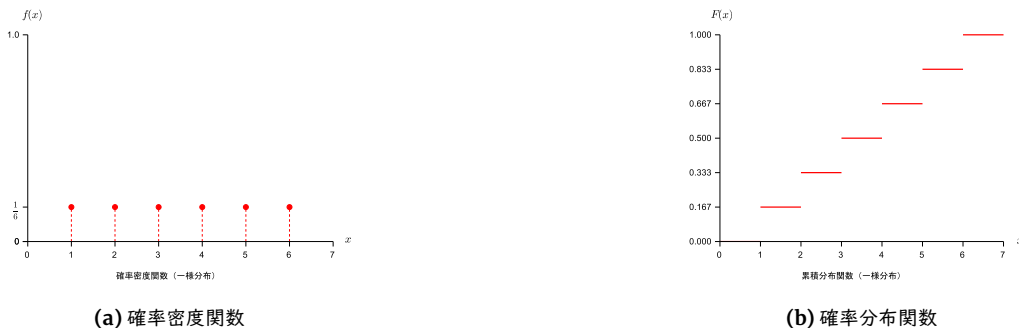 f(x)
1.0
1/6
0
0 1 2 3 4 5 6 7
x
確率密度関数（一様分布）
(a) 確率密度関数
F(x)
1.000
0.833
0.667
0.500
0.333
0.167
0.000
0 1 2 3 4 5 6 7
累積分布関数（一様分布）
(b) 確率分布関数